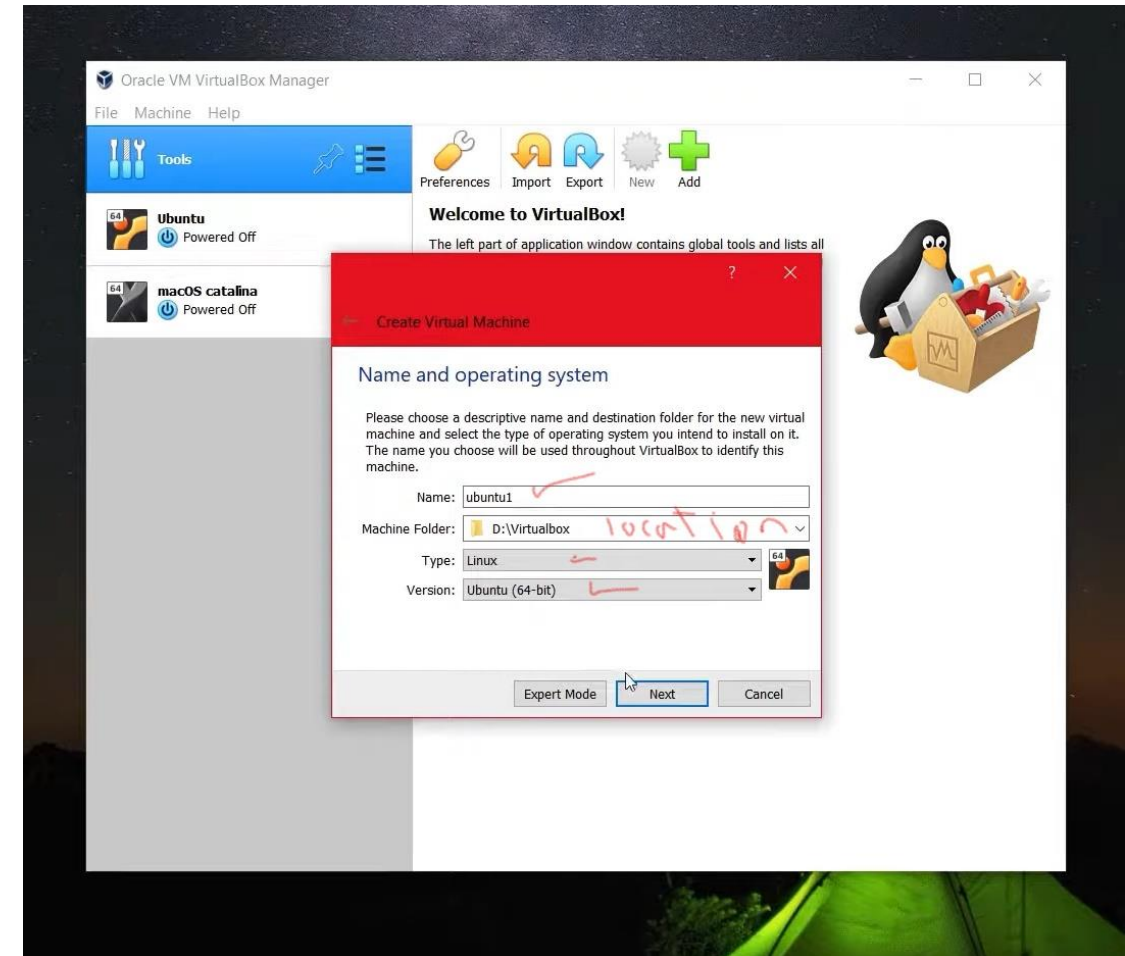 Oracle VM VirtualBox Manager
File Machine Help
Tools
Preferences Import Export New Add
64 Ubuntu
Powered Off
64 macOS catalina
Powered Off
Welcome to VirtualBox!
The left part of application window contains global tools and lists all
? 
Create Virtual Machine
Name and operating system
Please choose a descriptive name and destination folder for the new virtual
machine and select the type of operating system you intend to install on it.
The name you choose will be used throughout VirtualBox to identify this
machine.
Name: ubuntu1
Machine Folder: D:\Virtualbox location
Type: Linux
64
Version: Ubuntu (64-bit)
Expert Mode Next Cancel
VM